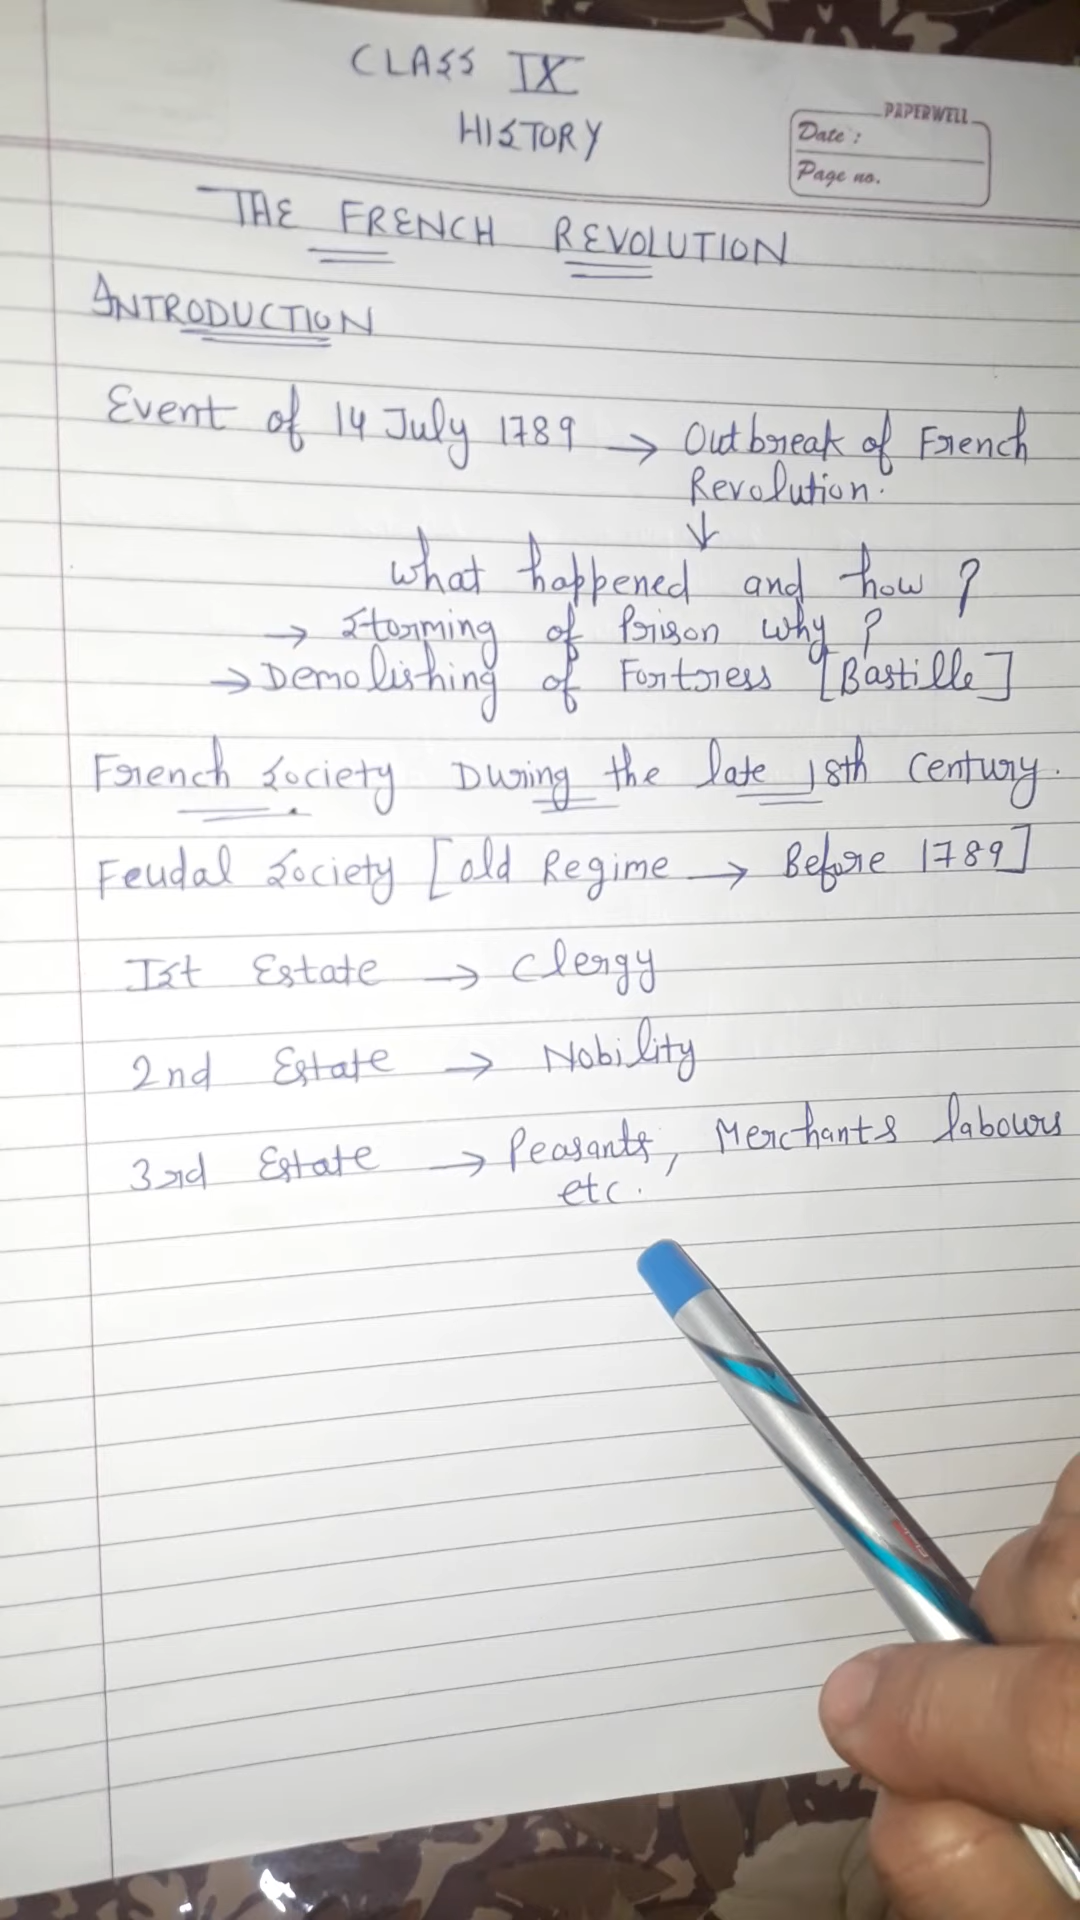 CLASS IX
HISTORY
PAPERWELL
Date :
Page no.
THE FRENCH REVOLUTION
INTRODUCTION
Event of 14 July 1789 → Outbreak of French
Revolution.
↓
What happened and how ?
→ Storming of Prison why ?
→ Demolishing of Fortress [Bastille]
French Society During the late 18th Century.
Feudal Society [old Regime → Before 1789]
Ist Estate → Clergy
2nd Estate → Nobility
3rd Estate → Peasants, Merchants labours
etc.